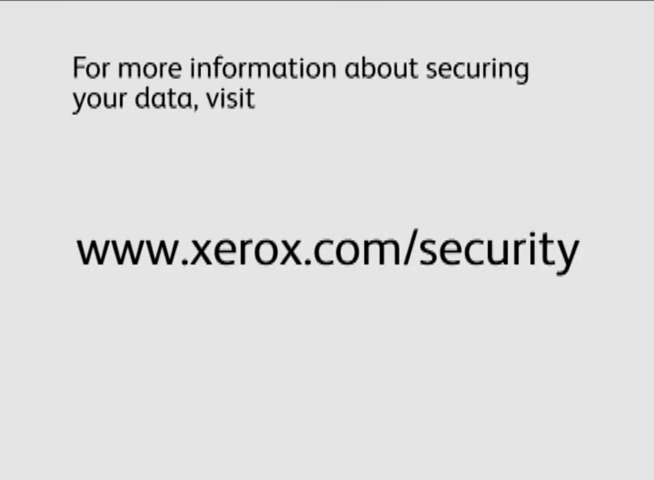 For more information about securing
your data, visit
www.xerox.com/security